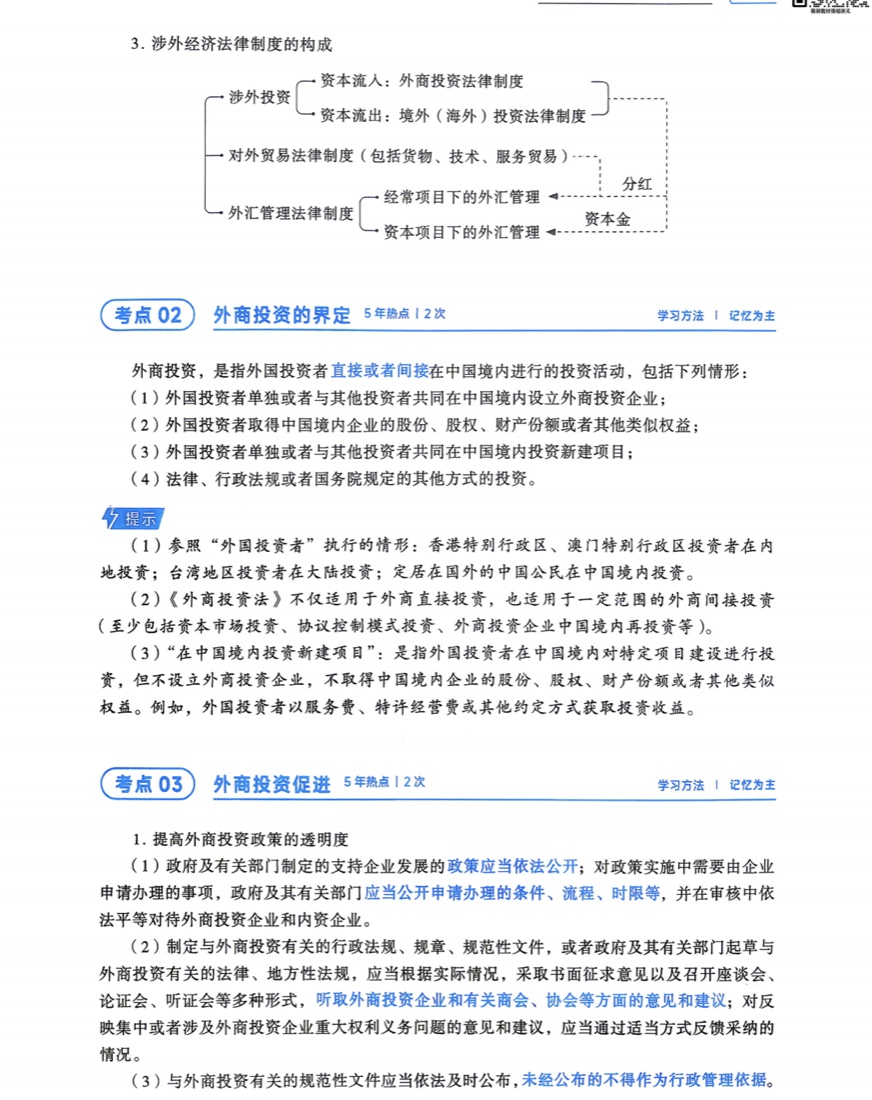 3. 涉外经济法律制度的构成
资本流入：外商投资法律制度
涉外投资
资本流出：境外（海外）投资法律制度
对外贸易法律制度（包括货物、技术、服务贸易）
分红
经常项目下的外汇管理
外汇管理法律制度
资本金
资本项目下的外汇管理
考点 02 外商投资的界定 5年热点 | 2次 学习方法 | 记忆为主
外商投资，是指外国投资者直接或者间接在中国境内进行的投资活动，包括下列情形：
（1）外国投资者单独或者与其他投资者共同在中国境内设立外商投资企业；
（2）外国投资者取得中国境内企业的股份、股权、财产份额或者其他类似权益；
（3）外国投资者单独或者与其他投资者共同在中国境内投资新建项目；
（4）法律、行政法规或者国务院规定的其他方式的投资。
提示
（1）参照“外国投资者”执行的情形：香港特别行政区、澳门特别行政区投资者在内
地投资；台湾地区投资者在大陆投资；定居在国外的中国公民在中国境内投资。
（2）《外商投资法》不仅适用于外商直接投资，也适用于一定范围的外商间接投资
（至少包括资本市场投资、协议控制模式投资、外商投资企业中国境内再投资等）。
（3）“在中国境内投资新建项目”：是指外国投资者在中国境内对特定项目建设进行投
资，但不设立外商投资企业，不取得中国境内企业的股份、股权、财产份额或者其他类似
权益。例如，外国投资者以服务费、特许经营费或其他约定方式获取投资收益。
考点 03 外商投资促进 5年热点 | 2次 学习方法 | 记忆为主
1. 提高外商投资政策的透明度
（1）政府及有关部门制定的支持企业发展的政策应当依法公开；对政策实施中需要由企业
申请办理的事项，政府及其有关部门应当公开申请办理的条件、流程、时限等，并在审核中依
法平等对待外商投资企业和内资企业。
（2）制定与外商投资有关的行政法规、规章、规范性文件，或者政府及其有关部门起草与
外商投资有关的法律、地方性法规，应当根据实际情况，采取书面征求意见以及召开座谈会、
论证会、听证会等多种形式，听取外商投资企业和有关商会、协会等方面的意见和建议；对反
映集中或者涉及外商投资企业重大权利义务问题的意见和建议，应当通过适当方式反馈采纳的
情况。
（3）与外商投资有关的规范性文件应当依法及时公布，未经公布的不得作为行政管理依据。